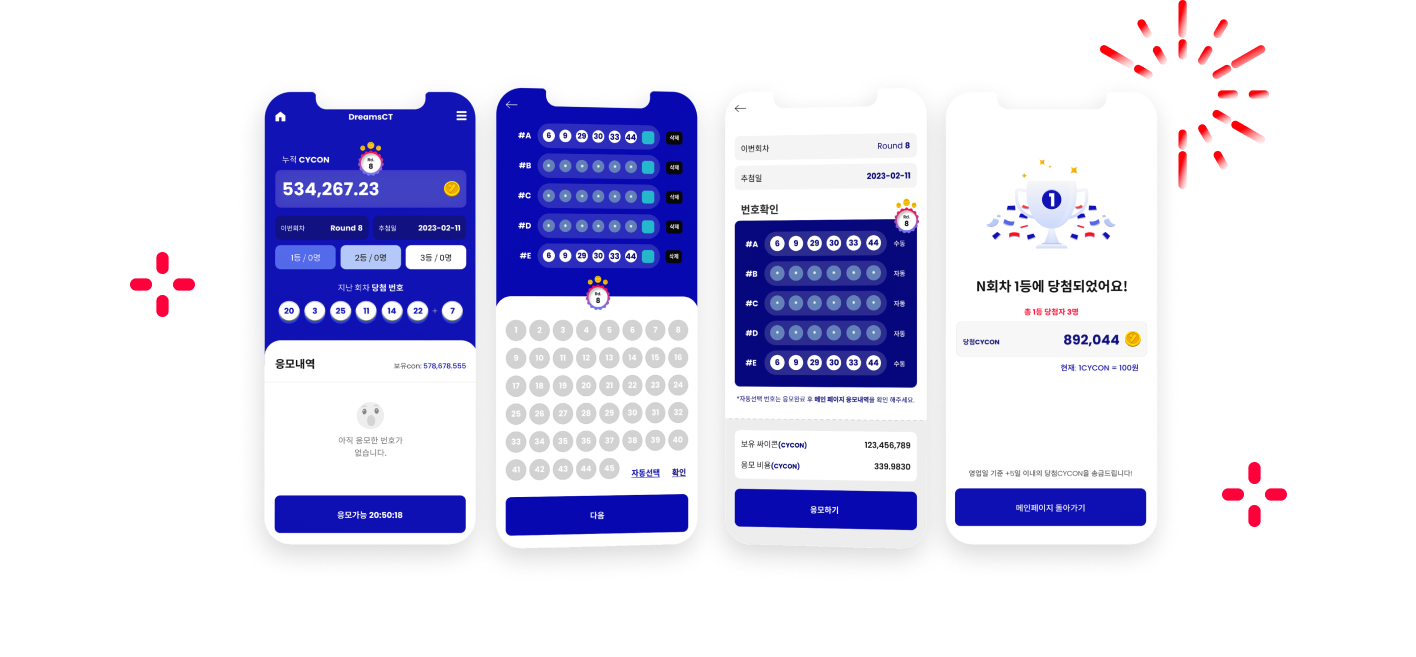 DreamsCT
누적 CYCON
Rd.
8
534,267.23
이번회차 Round 8
추첨일 2023-02-11
1등 / 0명
2등 / 0명
3등 / 0명
지난 회차 당첨 번호
20 3 25 11 14 22 + 7
응모내역
보유con: 578,678.555
아직 응모한 번호가
없습니다.
응모가능 20:50:18
#A 6 9 29 30 33 44 삭제
#B 삭제
#C 삭제
#D 삭제
#E 6 9 29 30 33 44 삭제
Rd.
8
1 2 3 4 5 6 7 8
9 10 11 12 13 14 15 16
17 18 19 20 21 22 23 24
25 26 27 28 29 30 31 32
33 34 35 36 37 38 39 40
41 42 43 44 45 자동선택 확인
다음
이번회차 Round 8
추첨일 2023-02-11
번호확인
Rd.
8
#A 6 9 29 30 33 44 수동
#B 자동
#C 자동
#D 자동
#E 6 9 29 30 33 44 수동
*자동선택 번호는 응모완료 후 메인 페이지 응모내역을 확인 해주세요.
보유 싸이콘(CYCON) 123,456,789
응모 비용(CYCON) 339.9830
응모하기
1
N회차 1등에 당첨되었어요!
총 1등 당첨자 3명
당첨CYCON 892,044
현재: 1CYCON = 100원
영업일 기준 +5일 이내의 당첨CYCON을 송금드립니다!
메인페이지 돌아가기